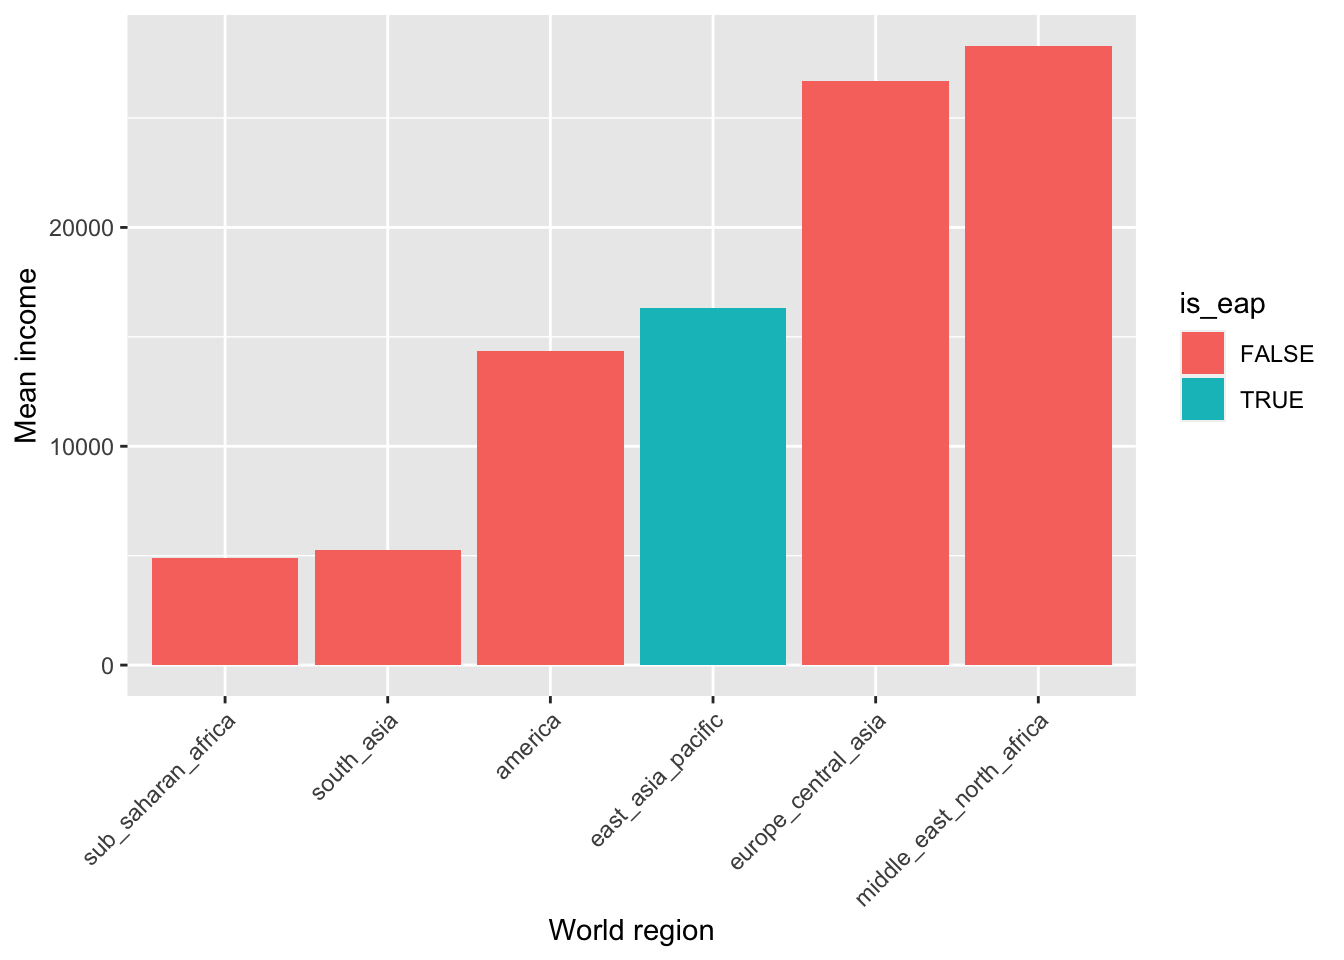 Mean income
20000
10000
0
sub_saharan_africa
south_asia
america
east_asia_pacific
europe_central_asia
middle_east_north_africa
World region
is_eap
FALSE
TRUE